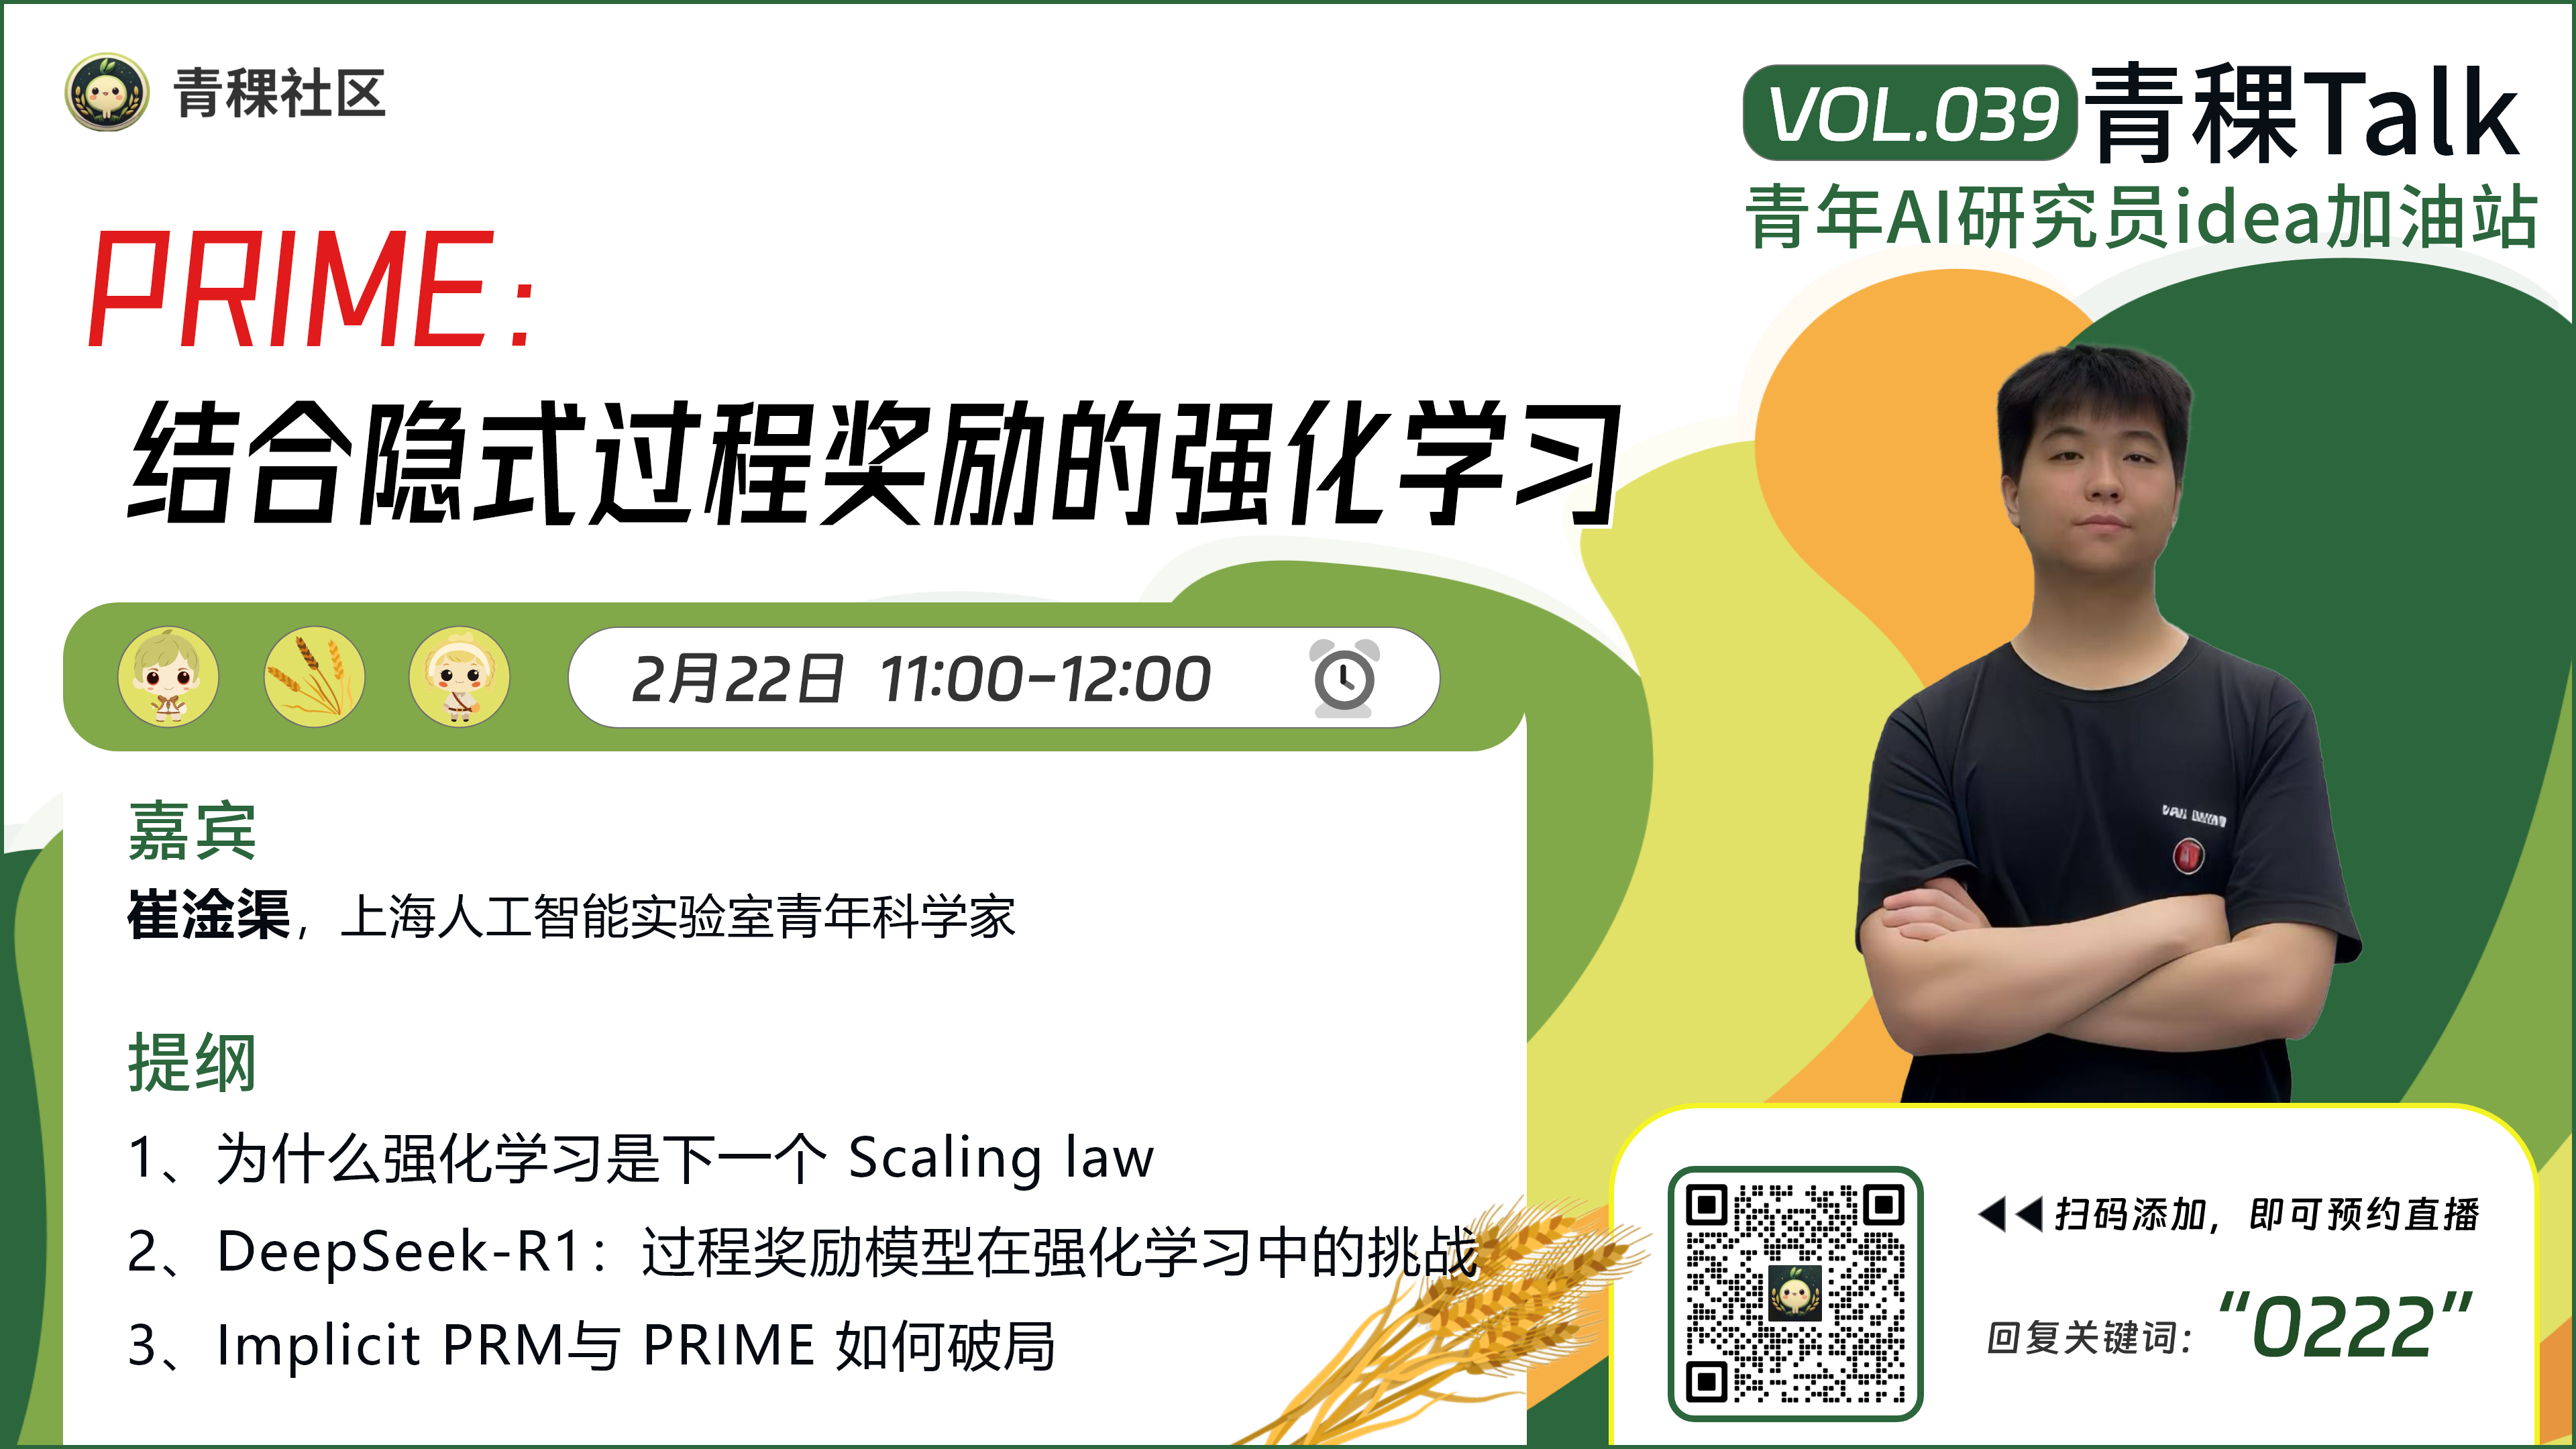 青稞社区
VOL.039 青稞Talk
青年AI研究员idea加油站
PRIME：
结合隐式过程奖励的强化学习
2月22日 11:00-12:00
嘉宾
崔淦渠，上海人工智能实验室青年科学家
提纲
1、为什么强化学习是下一个 Scaling law
2、DeepSeek-R1：过程奖励模型在强化学习中的挑战
3、Implicit PRM与 PRIME 如何破局
扫码添加，即可预约直播
回复关键词：“0222”